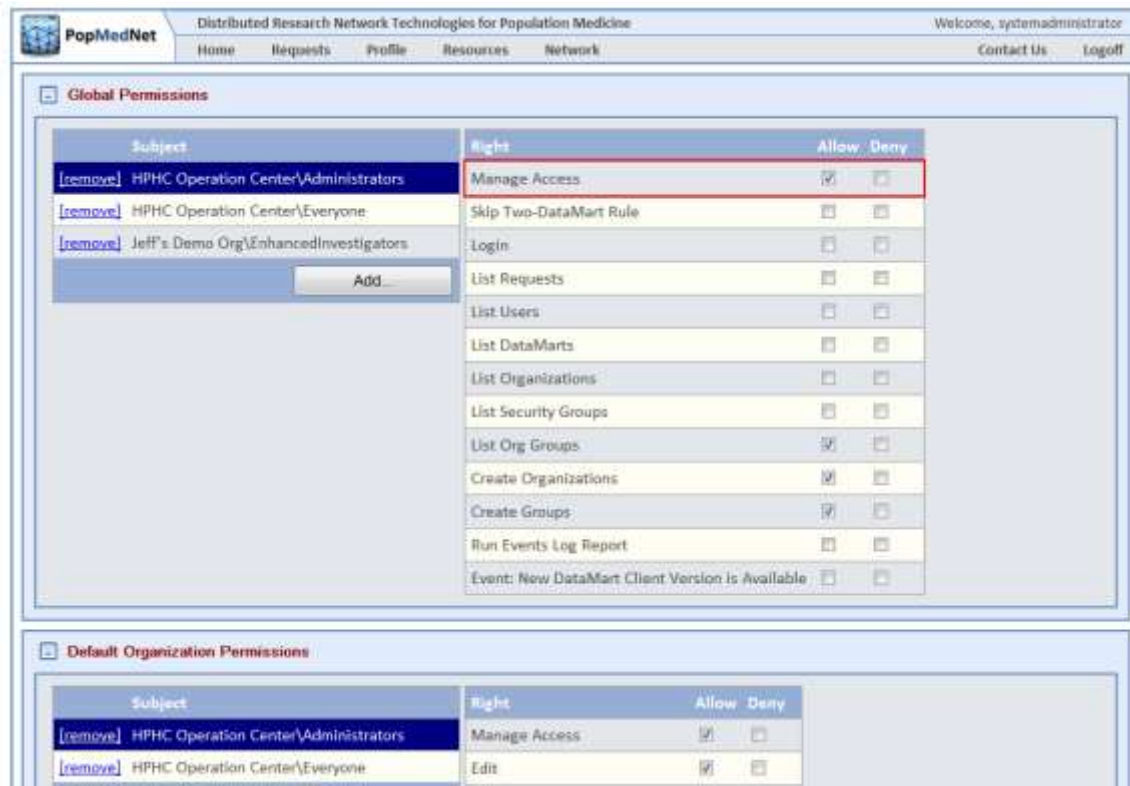 PopMedNet
Distributed Research Network Technologies for Population Medicine
Welcome, systemadministrator
Home Requests Profile Resources Network Contact Us Logoff
Global Permissions
Subject
[remove] HPHC Operation Center\Administrators
[remove] HPHC Operation Center\Everyone
[remove] Jeff's Demo Org\EnhancedInvestigators
Add...
Right Allow Deny
Manage Access
Skip Two-DataMart Rule
Login
List Requests
List Users
List DataMarts
List Organizations
List Security Groups
List Org Groups
Create Organizations
Create Groups
Run Events Log Report
Event: New DataMart Client Version is Available
Default Organization Permissions
Subject
[remove] HPHC Operation Center\Administrators
[remove] HPHC Operation Center\Everyone
Right Allow Deny
Manage Access
Edit